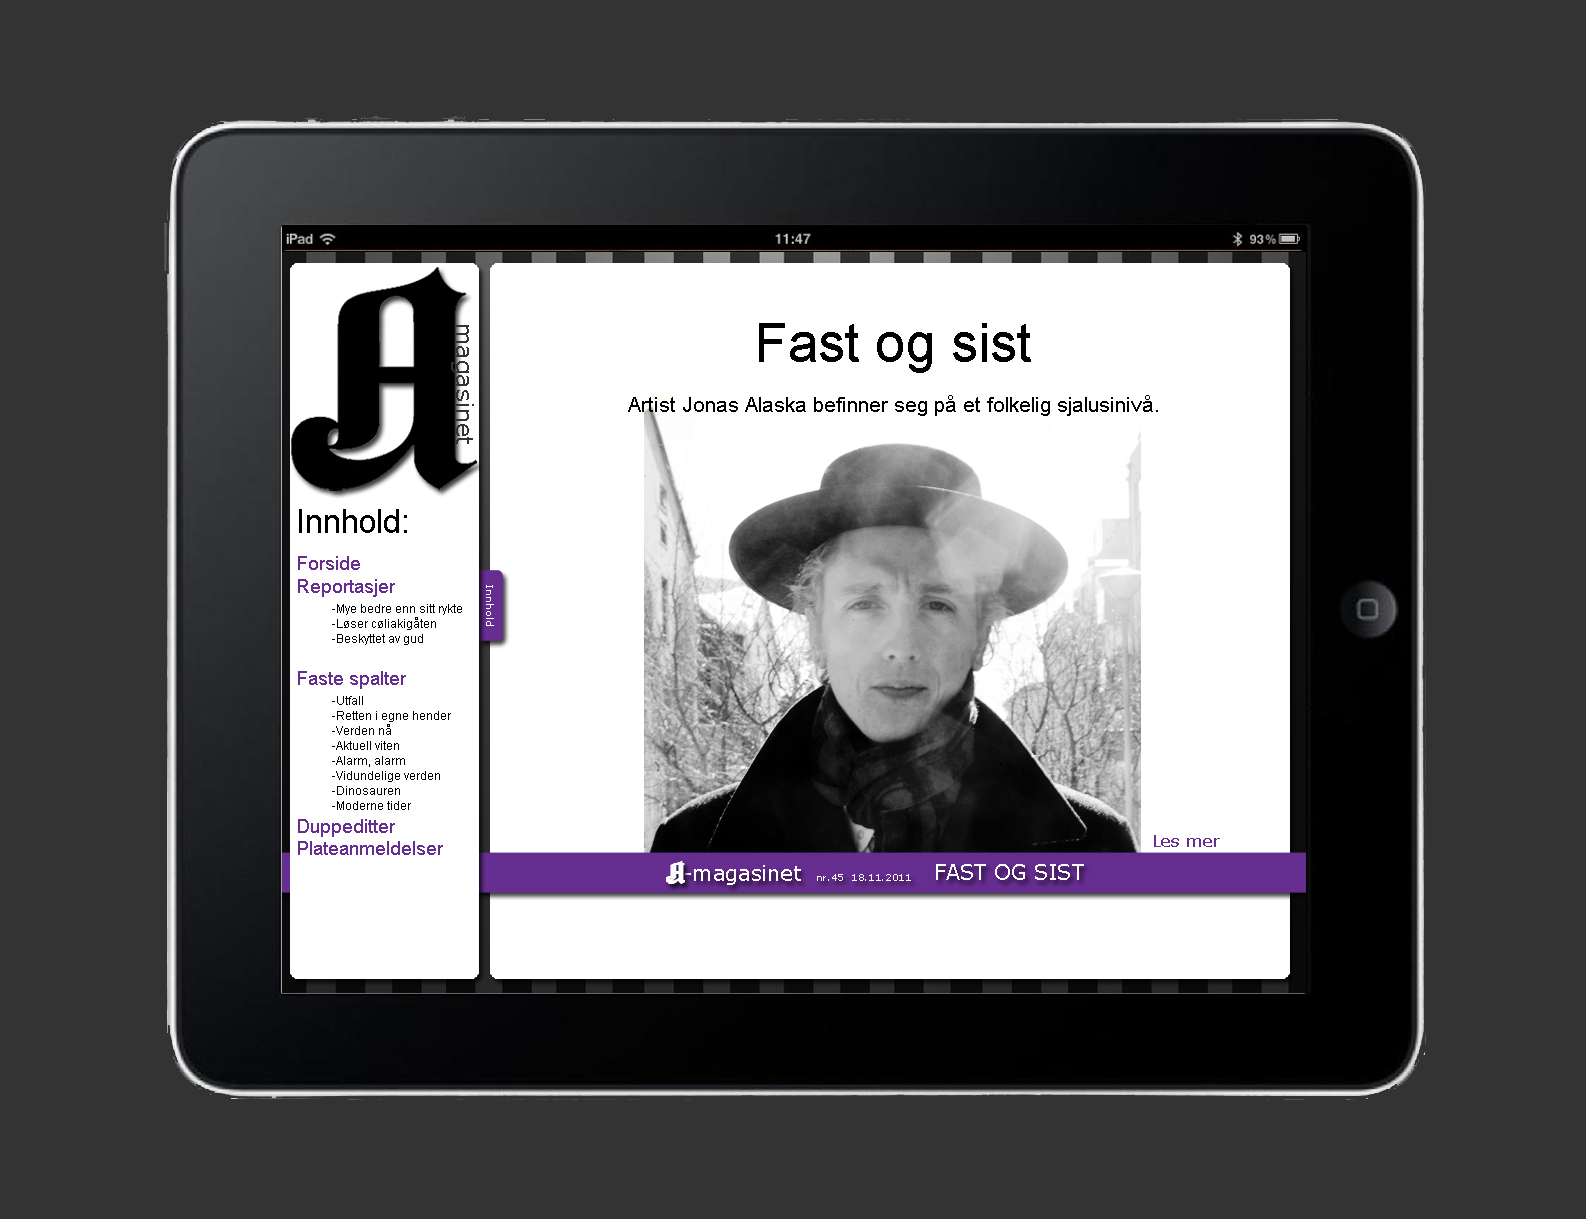 iPad
11:47
93%
A
magasinet
Innhold:
Forside
Reportasjer
-Mye bedre enn sitt rykte
-Løser cøliakigåten
-Beskyttet av gud
Faste spalter
-Utfall
-Retten i egne hender
-Verden nå
-Aktuell viten
-Alarm, alarm
-Vidundelige verden
-Dinosauren
-Moderne tider
Duppeditter
Plateanmeldelser
Innhold
Fast og sist
Artist Jonas Alaska befinner seg på et folkelig sjalusinivå.
Les mer
A-magasinet nr.45 18.11.2011 FAST OG SIST